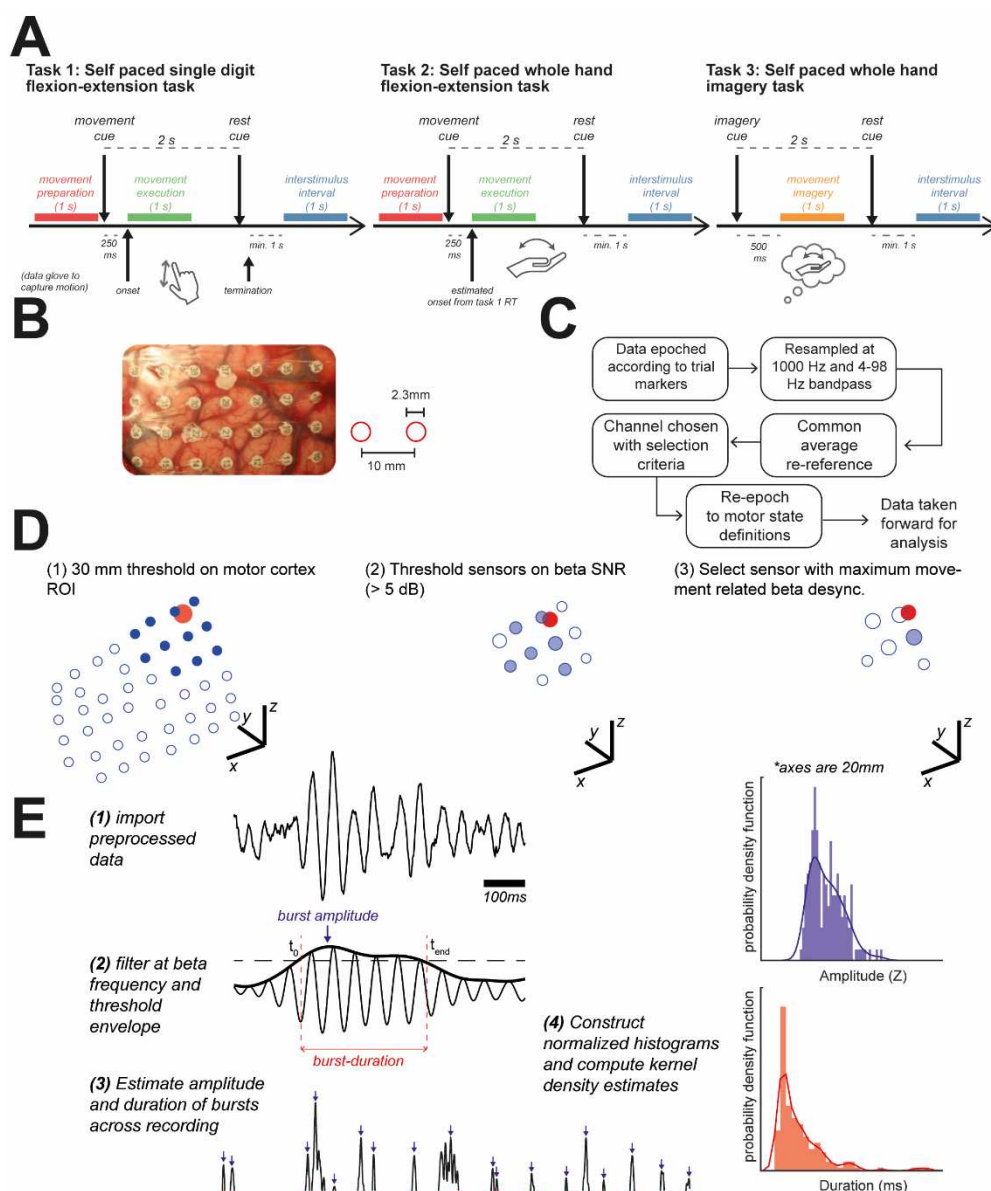 A
Task 1: Self paced single digit
flexion-extension task
movement
cue
2 s
rest
cue
movement
preparation
(1 s)
movement
execution
(1 s)
interstimulus
interval
(1 s)
250
ms
min. 1 s
(data glove to
capture motion)
onset
termination
Task 2: Self paced whole hand
flexion-extension task
movement
cue
2 s
rest
cue
movement
preparation
(1 s)
movement
execution
(1 s)
interstimulus
interval
(1 s)
250
ms
min. 1 s
estimated
onset from task 1 RT
Task 3: Self paced whole hand
imagery task
imagery
cue
2 s
rest
cue
movement
imagery
(1 s)
interstimulus
interval
(1 s)
500
ms
min. 1 s
B
2.3mm
10 mm
C
Data epoched
according to trial
markers
Resampled at
1000 Hz and 4-98
Hz bandpass
Common
average
re-reference
Channel chosen
with selection
criteria
Re-epoch
to motor state
definitions
Data taken
forward for
analysis
D
(1) 30 mm threshold on motor cortex
ROI
z
y
x
(2) Threshold sensors on beta SNR
(> 5 dB)
z
y
x
(3) Select sensor with maximum move-
ment related beta desync.
z
y
x
*axes are 20mm
E
(1) import
preprocessed
data
100ms
(2) filter at beta
frequency and
threshold
envelope
burst amplitude
t0
tend
burst-duration
(3) Estimate amplitude
and duration of bursts
across recording
(4) Construct
normalized histograms
and compute kernel
density estimates
probability density function
Amplitude (Z)
probability density function
Duration (ms)